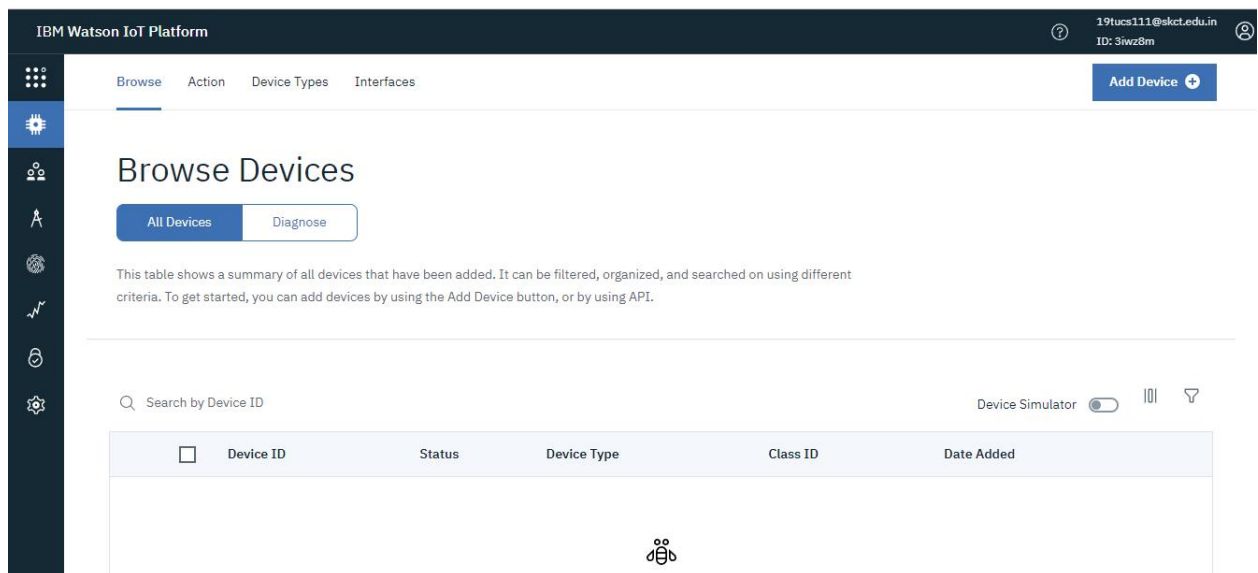 IBM Watson IoT Platform
19tucs111@skct.edu.in
ID: 3iwz8m
Browse Action Device Types Interfaces
Add Device
Browse Devices
All Devices Diagnose
This table shows a summary of all devices that have been added. It can be filtered, organized, and searched on using different
criteria. To get started, you can add devices by using the Add Device button, or by using API.
Search by Device ID
Device Simulator
Device ID Status Device Type Class ID Date Added